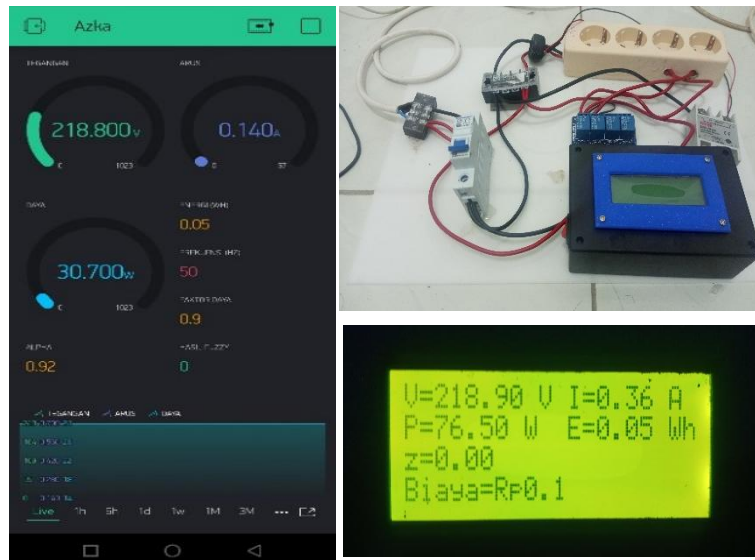 Azka
TEGANGAN
ARUS
218.800V
0.140A
0
1023
0
DAYA
30.700W
0
1023
ENERGI (WH)
0.05
FREKUENSI (HZ)
50
FAKTOR DAYA
0.9
ALPHA
0.92
HASIL FUZZY
0
TEGANGAN ARUS DAYA
Live 1h 6h 1d 1w 1M 3M
V=218.90 V I=0.36 A
P=76.50 W E=0.05 Wh
z=0.00
Biaya=Rp0.1